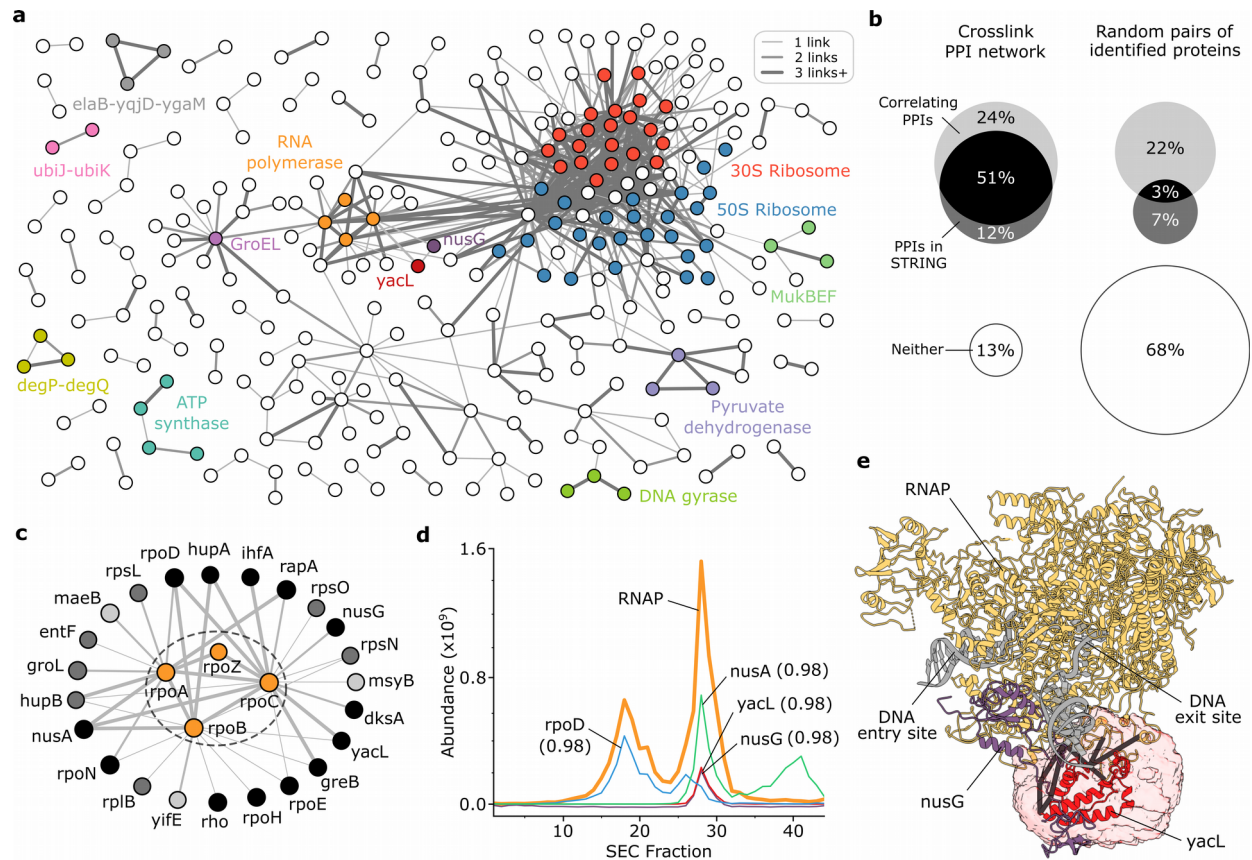 a
1 link
2 links
3 links+
elaB-yqjD-ygaM
ubiJ-ubiK
RNA
polymerase
30S Ribosome
50S Ribosome
GroEL
nusG
yacL
MukBEF
degP-degQ
ATP
synthase
Pyruvate
dehydrogenase
DNA gyrase
b
Crosslink
PPI network
Random pairs of
identified proteins
Correlating
PPIs
24%
51%
12%
PPIs in
STRING
22%
3%
7%
Neither
13%
68%
c
rpoD
hupA
ihfA
rapA
rpsL
rpsO
maeB
nusG
entF
rpsN
groL
msyB
hupB
dksA
nusA
yacL
rpoN
greB
rplB
rpoE
yifE
rho
rpoH
rpoZ
rpoA
rpoC
rpoB
d
Abundance (x10⁹)
1.6
0.8
0.0
10
20
30
40
SEC Fraction
RNAP
rpoD
(0.98)
nusA (0.98)
yacL (0.98)
nusG (0.98)
e
RNAP
DNA
entry site
DNA
exit site
nusG
yacL